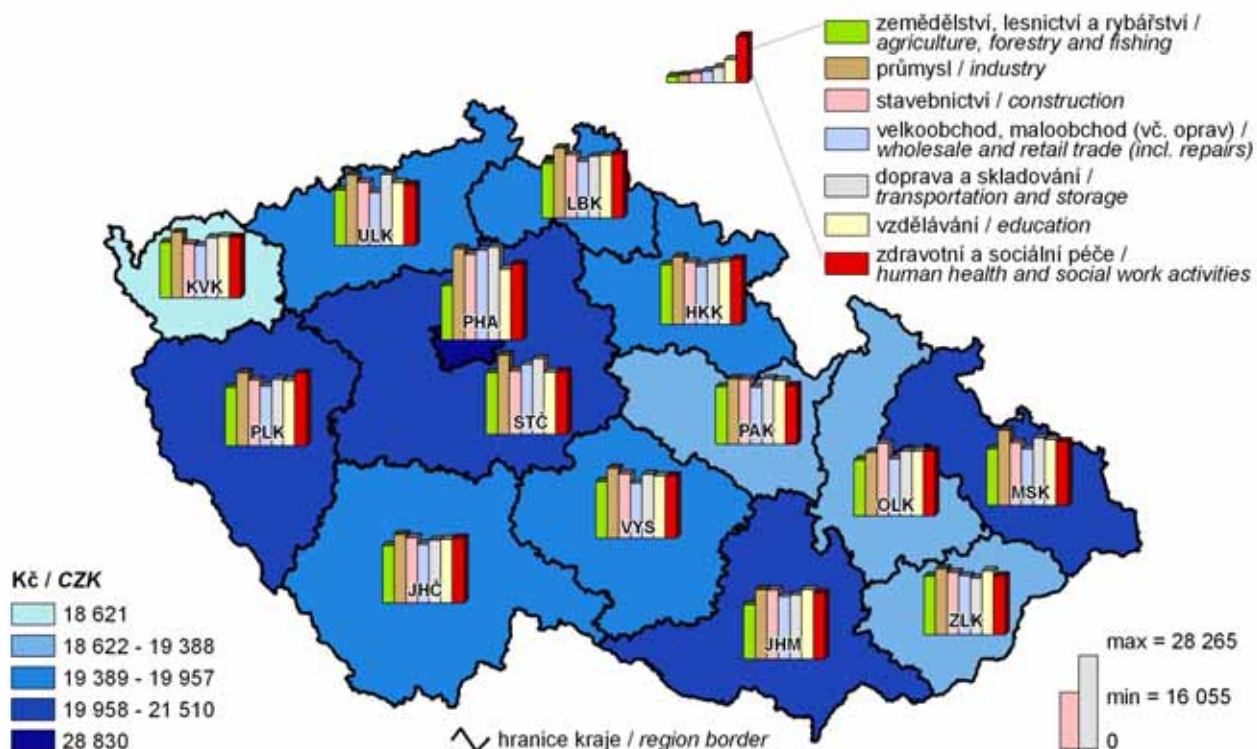 zemědělství, lesnictví a rybářství /
agriculture, forestry and fishing
průmysl / industry
stavebnictví / construction
velkoobchod, maloobchod (vč. oprav) /
wholesale and retail trade (incl. repairs)
doprava a skladování /
transportation and storage
vzdělávání / education
zdravotní a sociální péče /
human health and social work activities
LBK
ULK
KVK
HKK
PHA
STČ
PLK
PAK
OLK
MSK
VYS
JHČ
ZLK
JHM
Kč / CZK
18 621
18 622 - 19 388
19 389 - 19 957
19 958 - 21 510
28 830
hranice kraje / region border
max = 28 265
min = 16 055
0